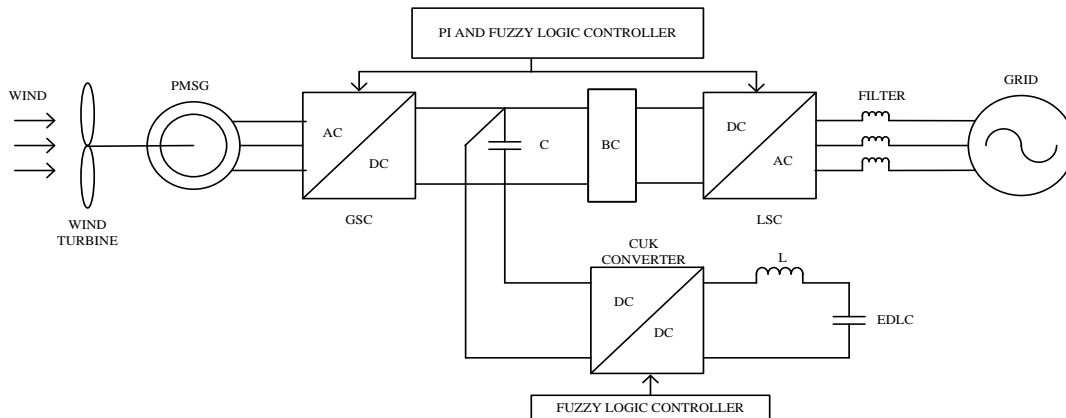 PI AND FUZZY LOGIC CONTROLLER
WIND
PMSG
FILTER
GRID
AC
DC
C
BC
DC
AC
GSC
LSC
WIND
TURBINE
CUK
CONVERTER
L
DC
DC
EDLC
FUZZY LOGIC CONTROLLER